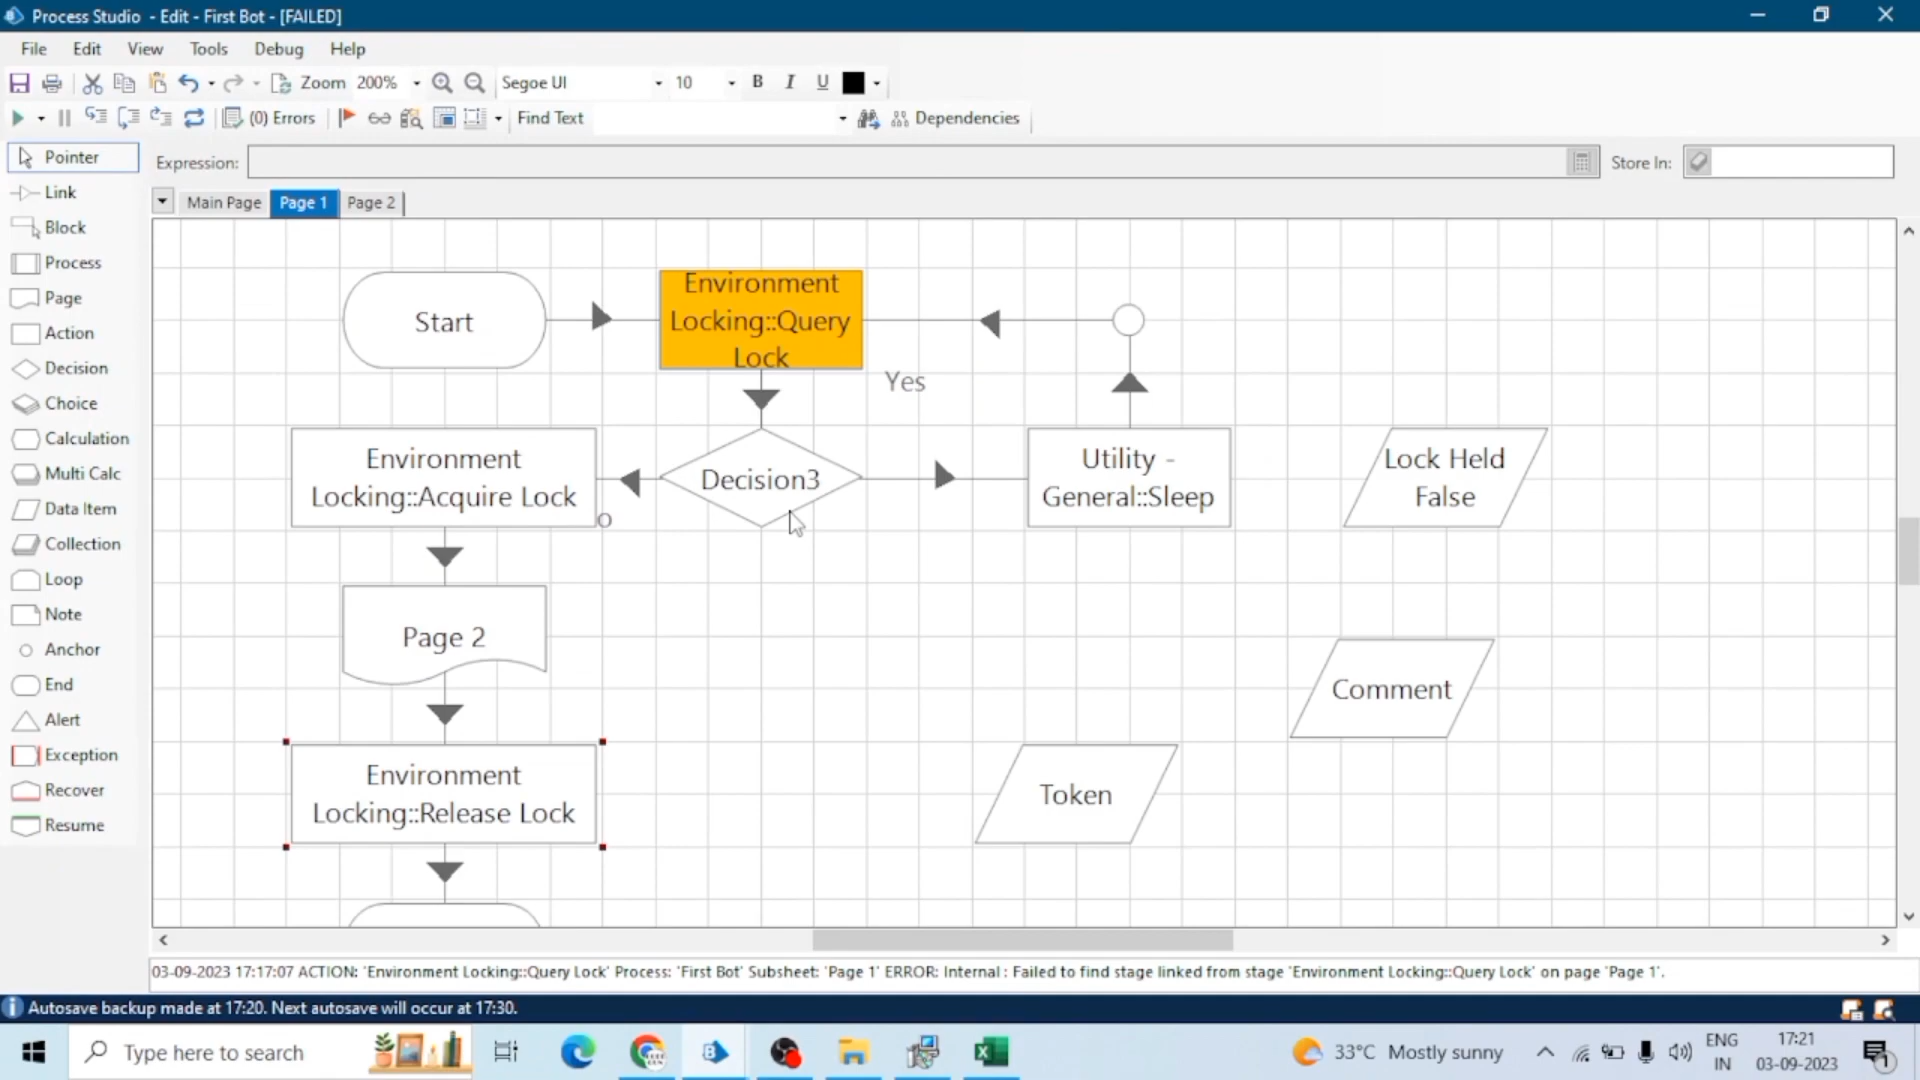 Process Studio - Edit - First Bot - [FAILED]
File Edit View Tools Debug Help
Zoom 200% Segoe UI 10 B I U
(0) Errors Find Text Dependencies
Pointer
Link
Block
Process
Page
Action
Decision
Choice
Calculation
Multi Calc
Data Item
Collection
Loop
Note
Anchor
End
Alert
Exception
Recover
Resume
Expression:
Store In:
Main Page Page 1 Page 2
Start
Environment
Locking::Query
Lock
Yes
Environment
Locking::Acquire Lock
o
Decision3
Utility -
General::Sleep
Lock Held
False
Page 2
Comment
Environment
Locking::Release Lock
Token
03-09-2023 17:17:07 ACTION: 'Environment Locking::Query Lock' Process: 'First Bot' Subsheet: 'Page 1' ERROR: Internal : Failed to find stage linked from stage 'Environment Locking::Query Lock' on page 'Page 1'.
Autosave backup made at 17:20. Next autosave will occur at 17:30.
Type here to search
33°C Mostly sunny
ENG
IN
17:21
03-09-2023
1